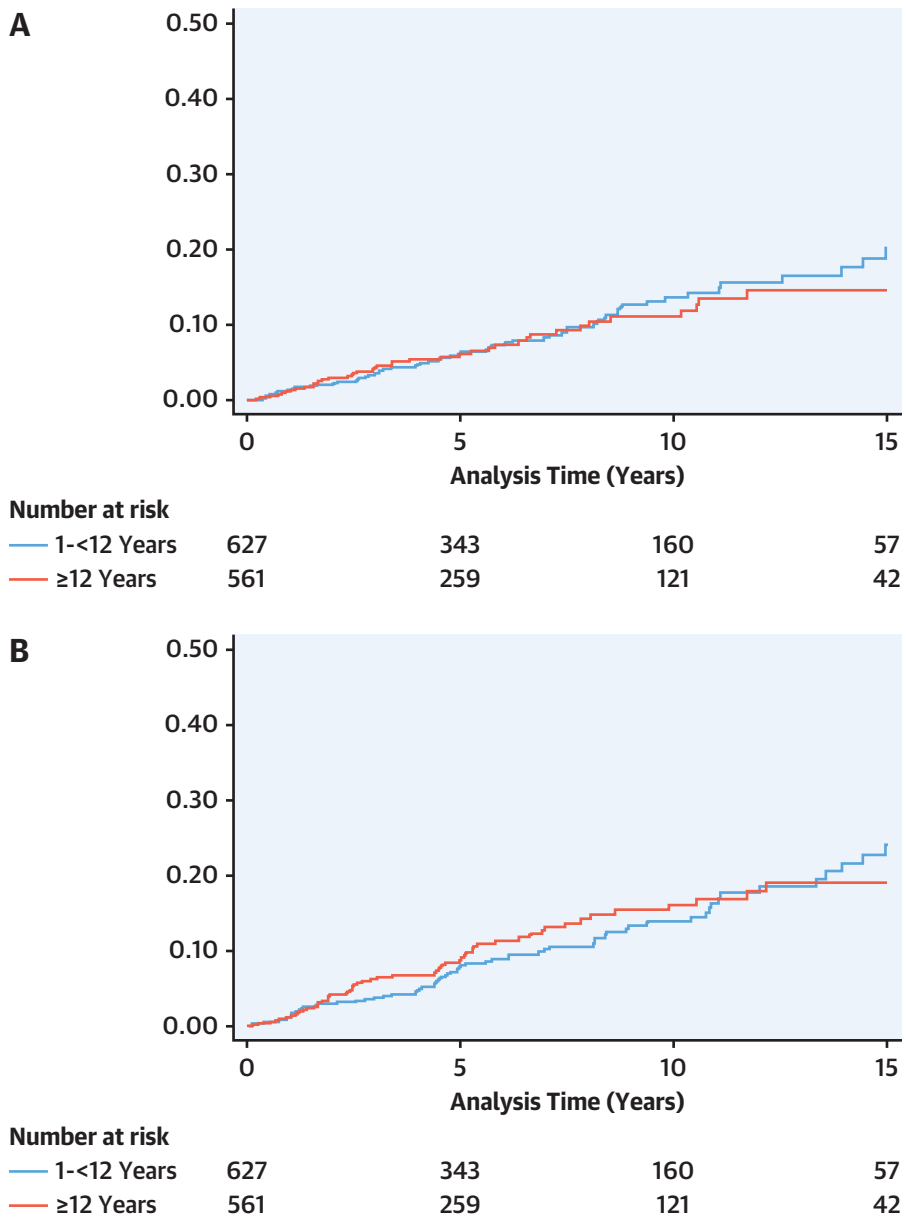 A
0.50
0.40
0.30
0.20
0.10
0.00
0 5 10 15
Analysis Time (Years)
Number at risk
1-<12 Years 627 343 160 57
≥12 Years 561 259 121 42
B
0.50
0.40
0.30
0.20
0.10
0.00
0 5 10 15
Analysis Time (Years)
Number at risk
1-<12 Years 627 343 160 57
≥12 Years 561 259 121 42